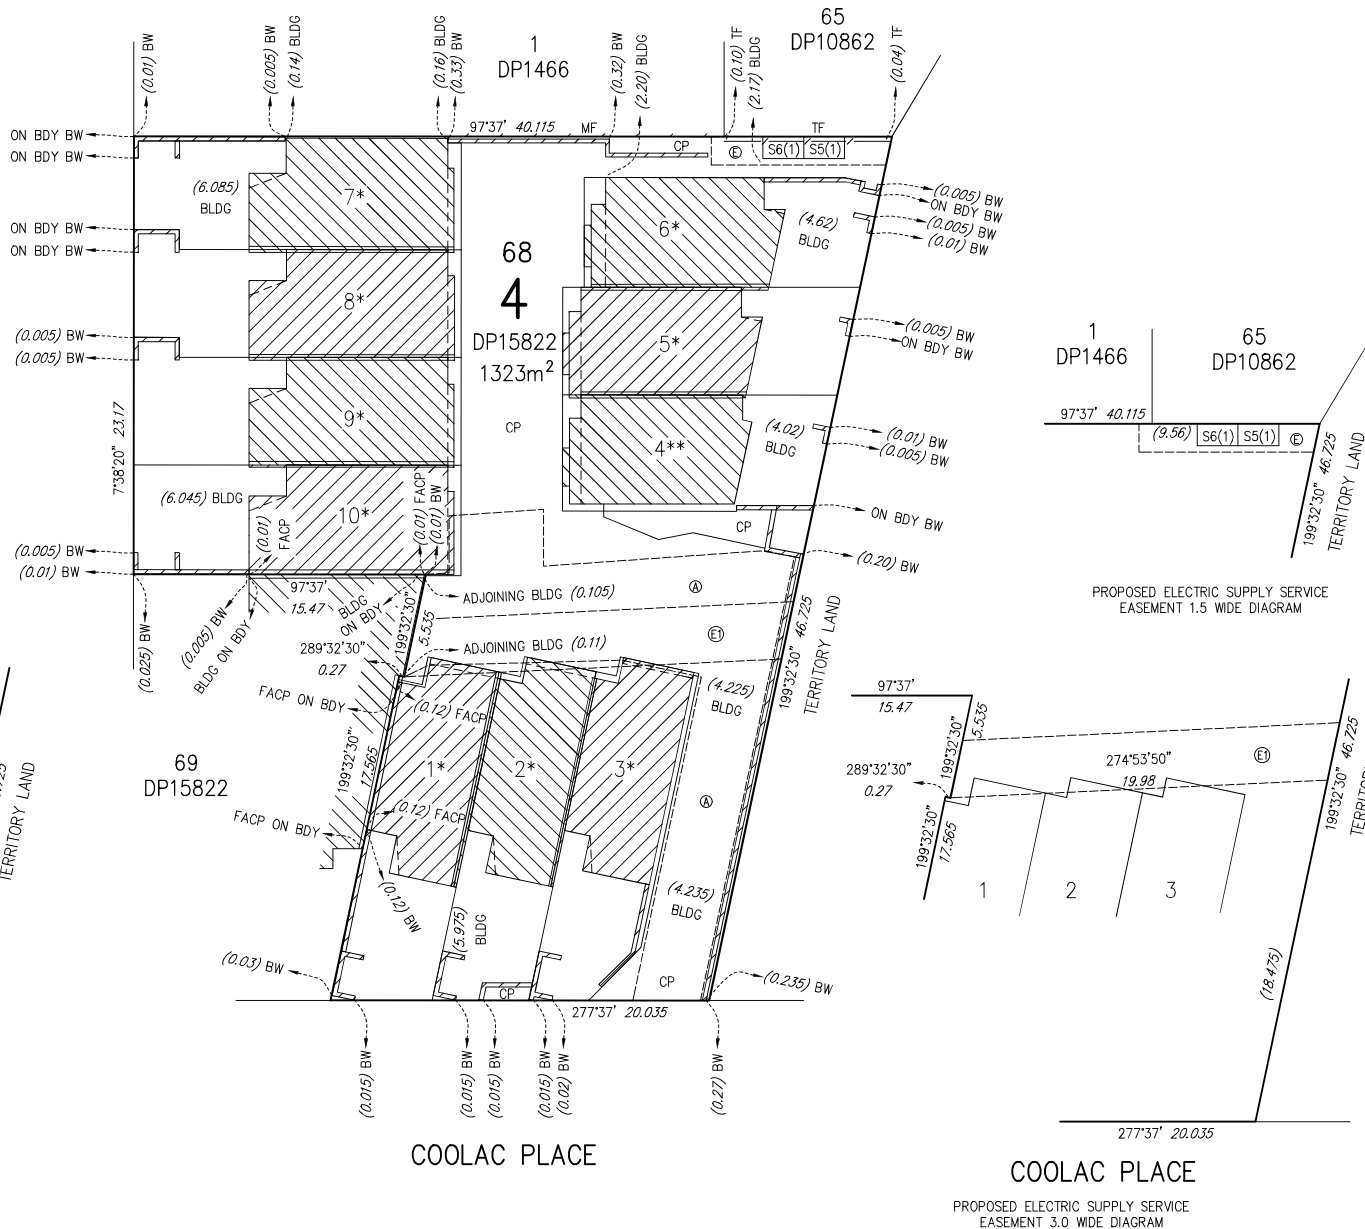 (0.01) BW
(0.005) BW
(0.14) BLDG
(0.16) BLDG
(0.33) BW
1
DP1466
(0.32) BW
(2.20) BLDG
(0.10) TF
(2.17) BLDG
65
DP10862
(0.04) TF
ON BDY BW
ON BDY BW
97°37' 40.115
MF
TF
CP
E
S6(1)
S5(1)
(6.085)
BLDG
7*
6*
(4.62)
BLDG
(0.005) BW
ON BDY BW
(0.005) BW
(0.01) BW
ON BDY BW
ON BDY BW
68
4
DP15822
1323m²
8*
5*
(0.005) BW
(0.005) BW
(0.005) BW
ON BDY BW
7°38'20" 23.17
9*
CP
4**
(4.02)
BLDG
(0.01) BW
(0.005) BW
(6.045) BLDG
10*
(0.01)
FACP
(0.01) FACP
(0.01) BW
CP
ON BDY BW
(0.20) BW
(0.005) BW
(0.01) BW
(0.025) BW
(0.005) BW
BLDG ON BDY
97°37'
15.47
BLDG
ON BDY
199°32'30"
5.535
ADJOINING BLDG (0.105)
A
E1
289°32'30"
0.27
ADJOINING BLDG (0.11)
199°32'30" 46.725
TERRITORY LAND
FACP ON BDY
(0.12) FACP
(4.225)
BLDG
69
DP15822
199°32'30"
17.565
1*
2*
3*
A
FACP ON BDY
(0.12) FACP
(0.12) BW
(5.975)
BLDG
(4.235)
BLDG
(0.03) BW
CP
CP
(0.235) BW
277°37' 20.035
(0.015) BW
(0.015) BW
(0.015) BW
(0.015) BW
(0.02) BW
(0.27) BW
COOLAC PLACE
TERRITORY LAND
1
DP1466
65
DP10862
97°37' 40.115
(9.56)
S6(1)
S5(1)
E
199°32'30" 46.725
TERRITORY LAND
PROPOSED ELECTRIC SUPPLY SERVICE
EASEMENT 1.5 WIDE DIAGRAM
97°37'
15.47
199°32'30"
5.535
289°32'30"
0.27
274°53'50"
19.98
E1
199°32'30" 46.725
199°32'30"
17.565
1
2
3
(18.475)
277°37' 20.035
COOLAC PLACE
PROPOSED ELECTRIC SUPPLY SERVICE
EASEMENT 3.0 WIDE DIAGRAM